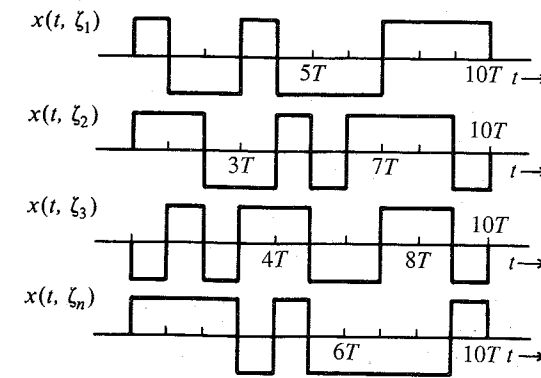 x(t, ζ₁)
5T 10T t→
x(t, ζ₂)
10T
3T 7T t→
x(t, ζ₃)
10T
4T 8T t→
x(t, ζₙ)
6T 10T t→